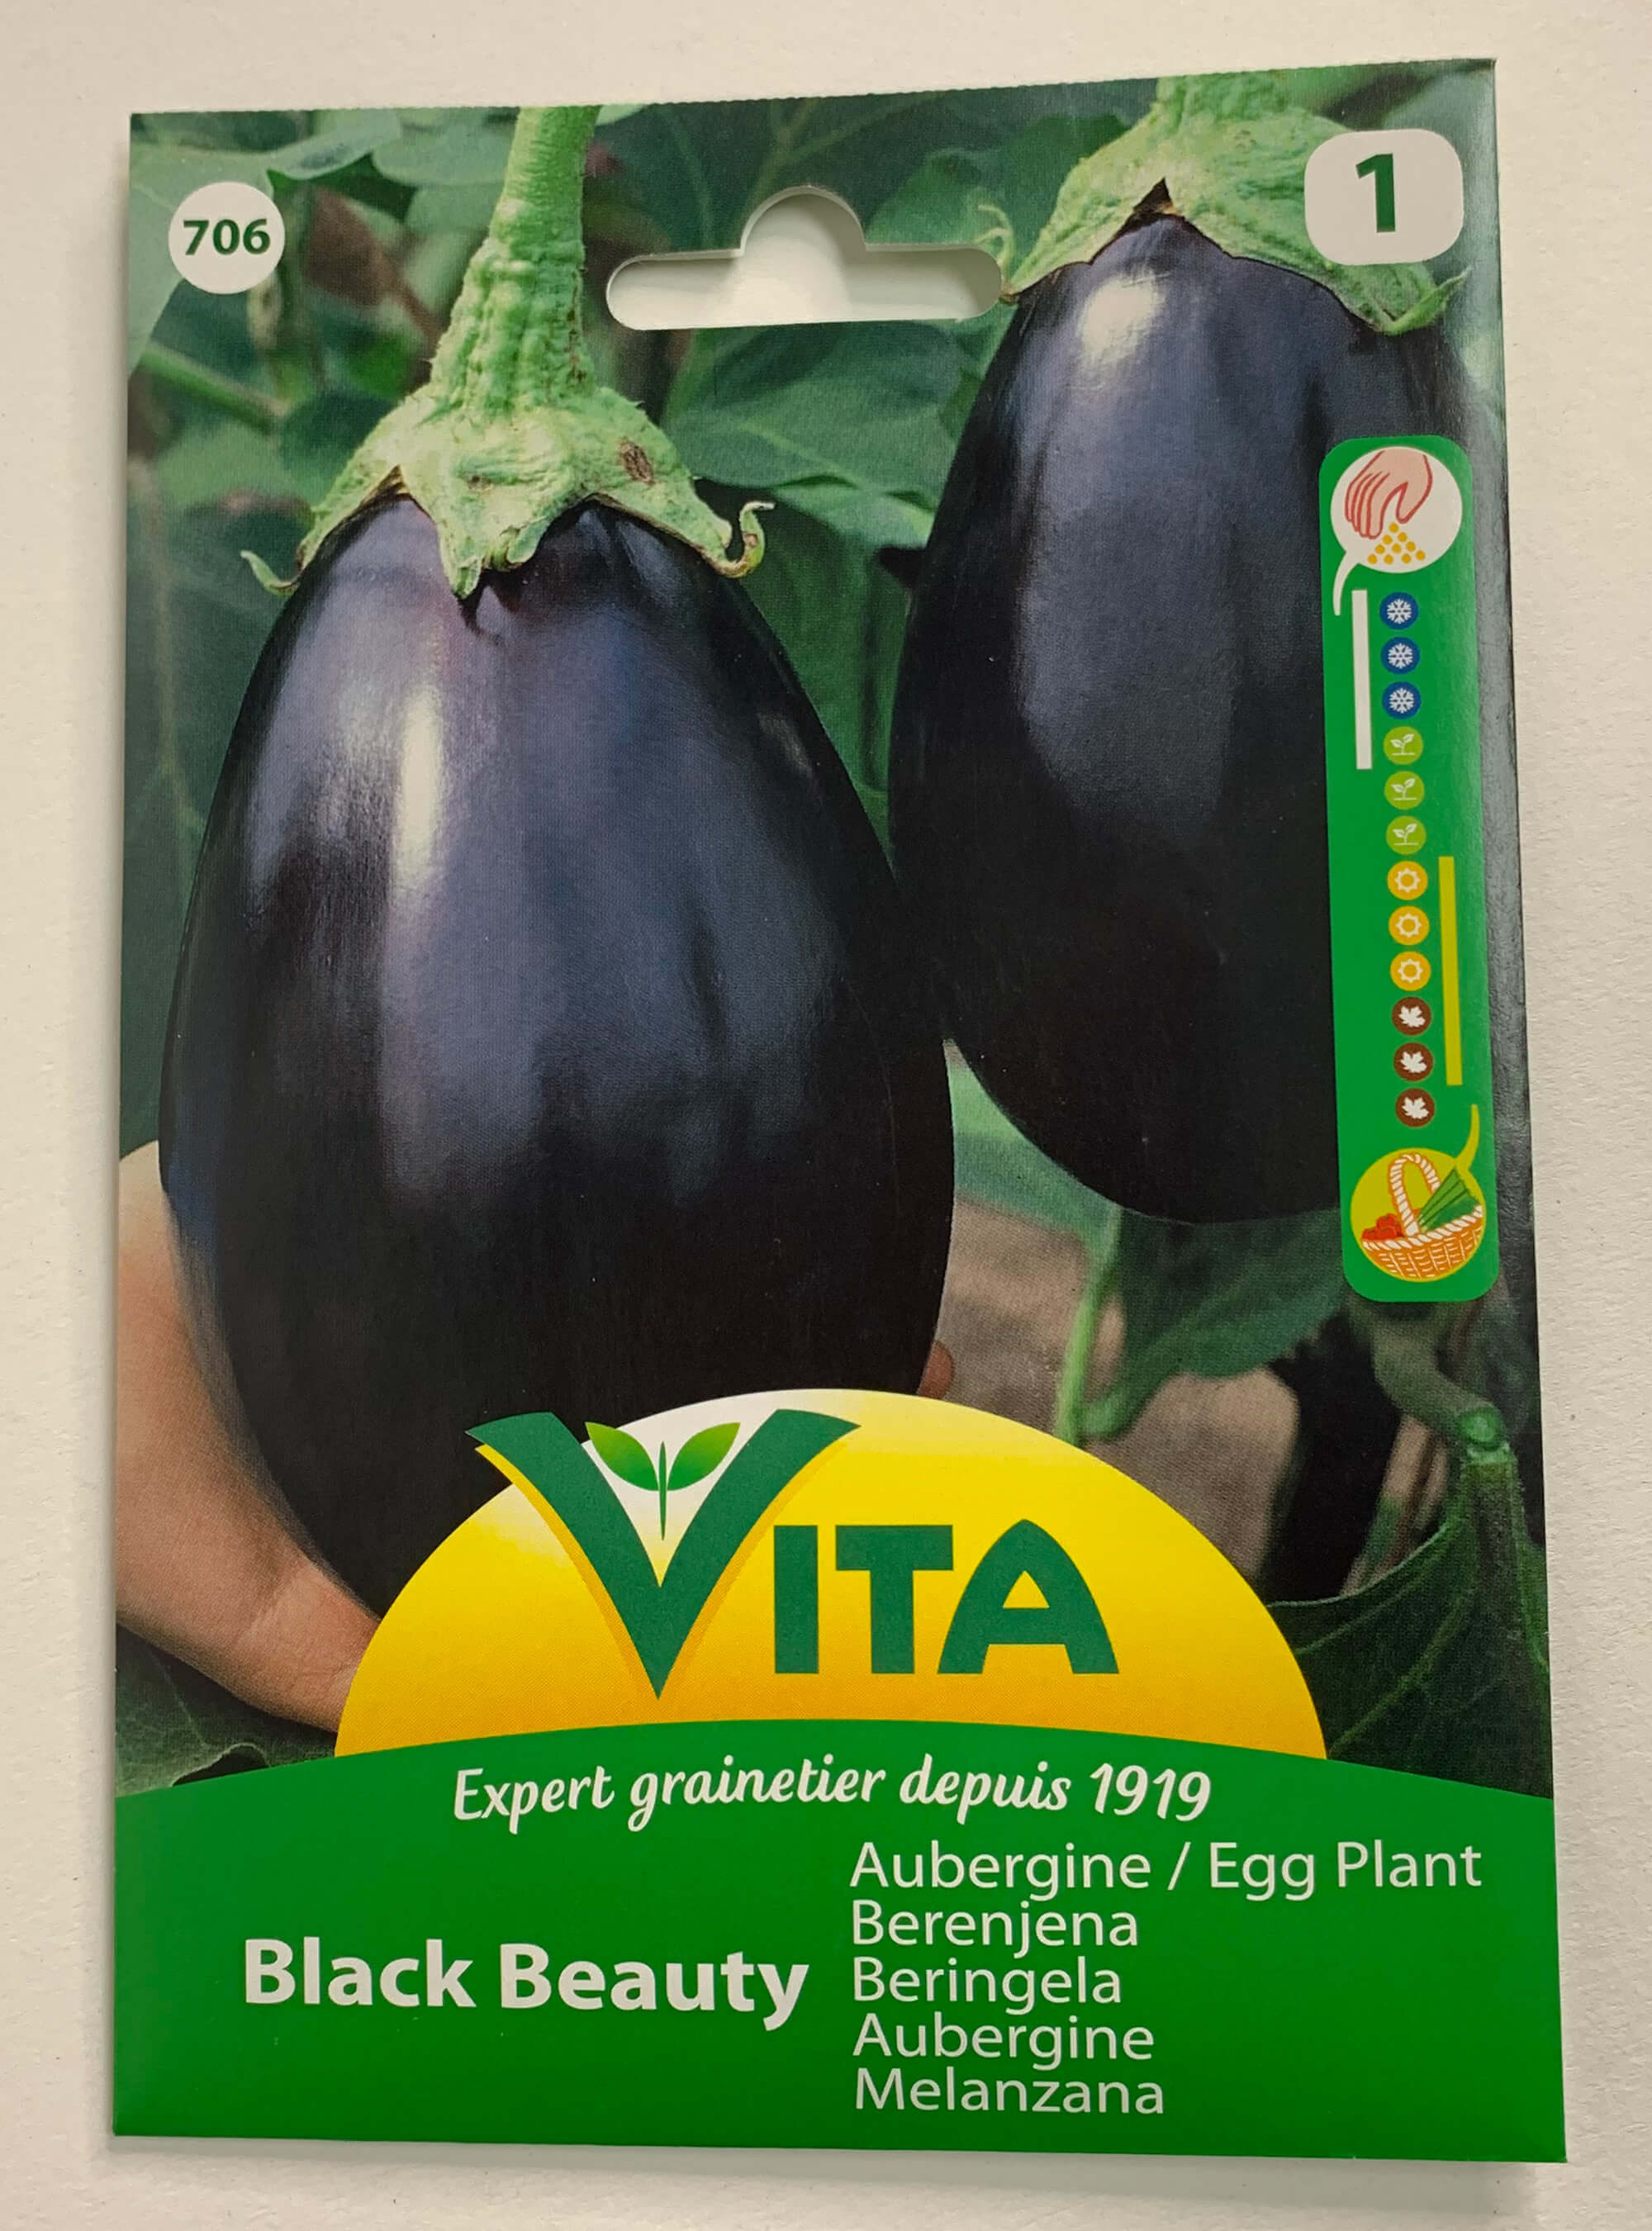 706
1
VITA
Expert grainetier depuis 1919
Black Beauty
Aubergine / Egg Plant
Berenjena
Beringela
Aubergine
Melanzana